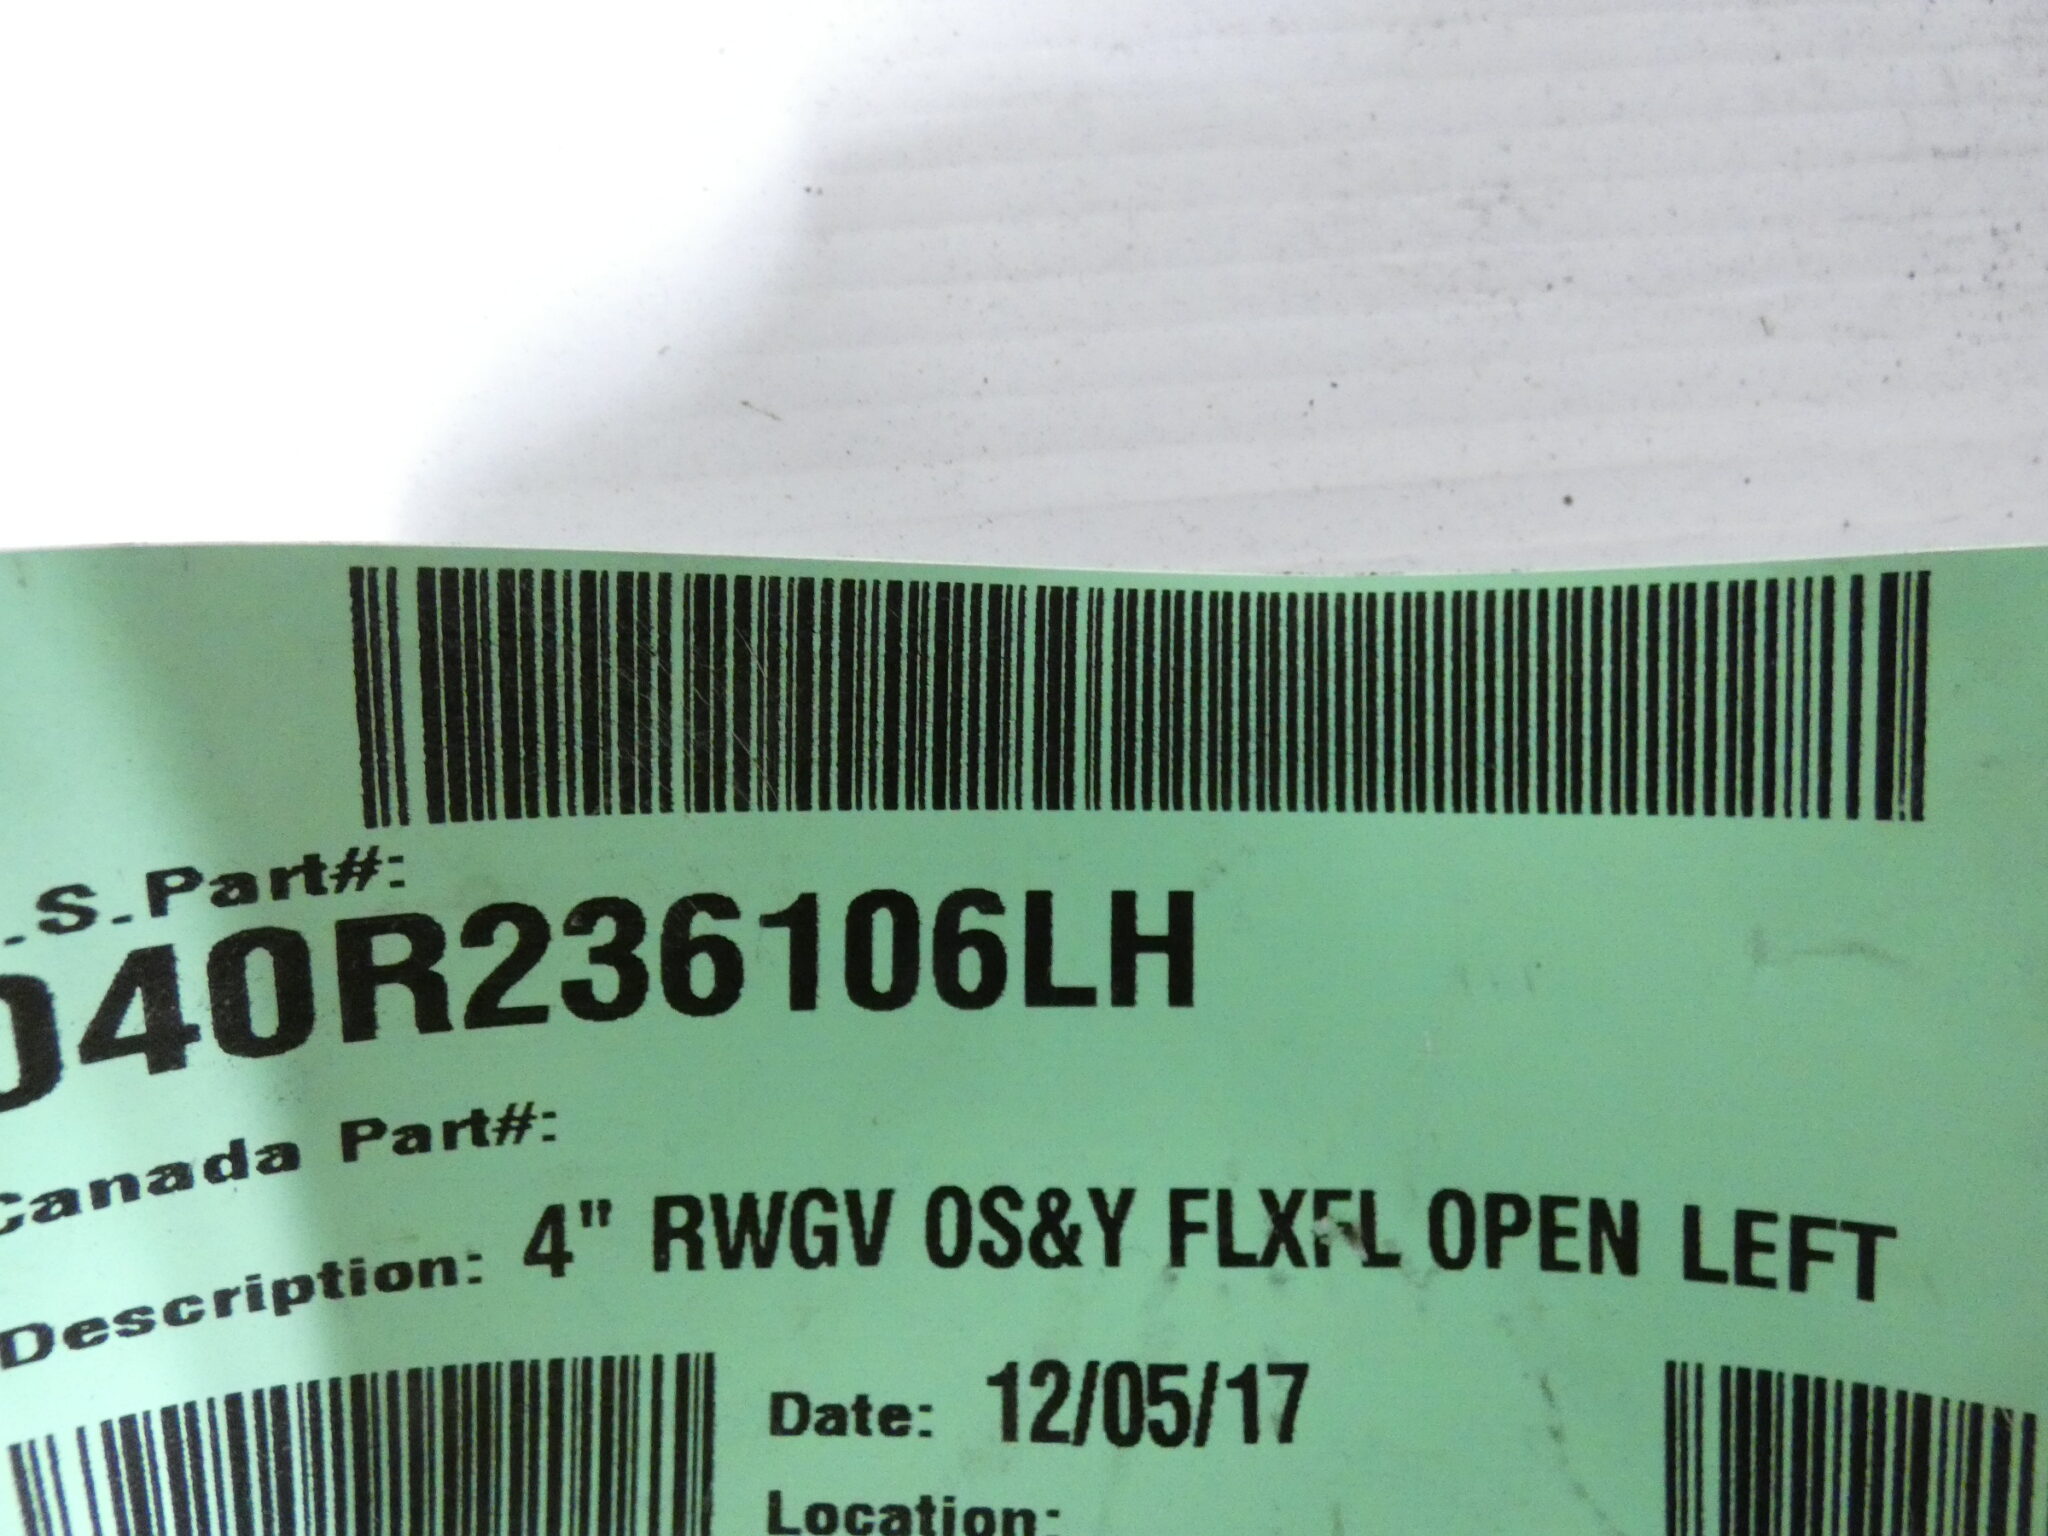 .S.Part#:
040R236106LH
Canada Part#:
Description: 4" RWGV OS&Y FLXFL OPEN LEFT
Date: 12/05/17
Location: